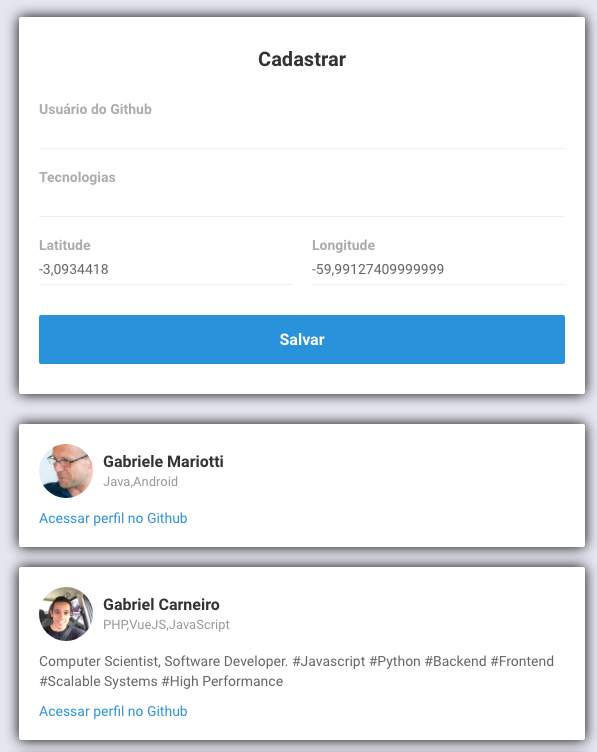 Cadastrar
Usuário do Github
Tecnologias
Latitude
Longitude
-3,0934418
-59,99127409999999
Salvar
Gabriele Mariotti
Java,Android
Acessar perfil no Github
Gabriel Carneiro
PHP,VueJS,JavaScript
Computer Scientist, Software Developer. #Javascript #Python #Backend #Frontend
#Scalable Systems #High Performance
Acessar perfil no Github